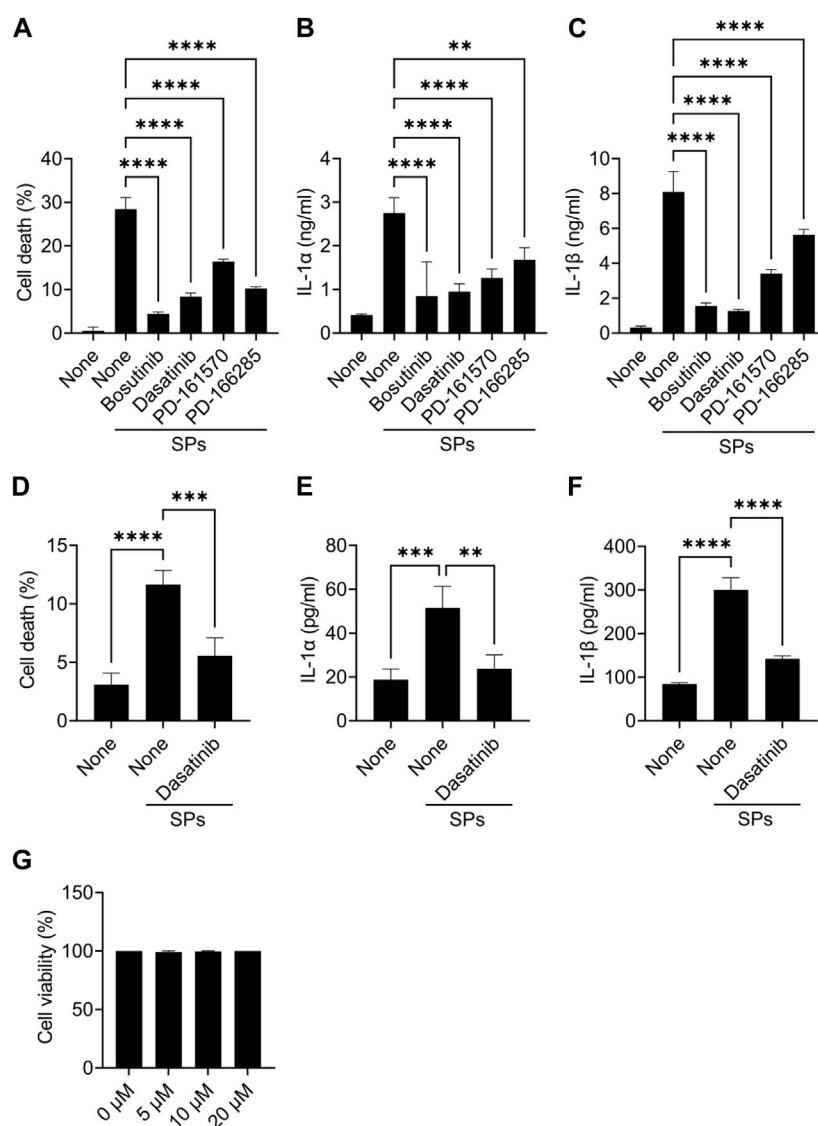 A
****
****
****
****
Cell death (%)
40
30
20
10
0
None
None
Bosutinib
Dasatinib
PD-161570
PD-166285
SPs
B
**
****
****
****
IL-1α (ng/ml)
4
3
2
1
0
None
None
Bosutinib
Dasatinib
PD-161570
PD-166285
SPs
C
****
****
****
****
IL-1β (ng/ml)
10
8
6
4
2
0
None
None
Bosutinib
Dasatinib
PD-161570
PD-166285
SPs
D
***
****
Cell death (%)
15
10
5
0
None
None
Dasatinib
SPs
E
*** **
IL-1α (pg/ml)
80
60
40
20
0
None
None
Dasatinib
SPs
F
****
****
IL-1β (pg/ml)
400
300
200
100
0
None
None
Dasatinib
SPs
G
Cell viability (%)
150
100
50
0
0 µM
5 µM
10 µM
20 µM